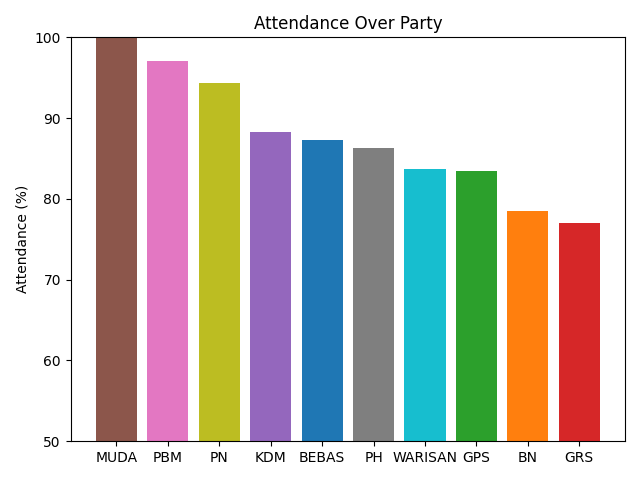 Attendance Over Party
Attendance (%)
100
90
80
70
60
50
MUDA PBM PN KDM BEBAS PH WARISAN GPS BN GRS